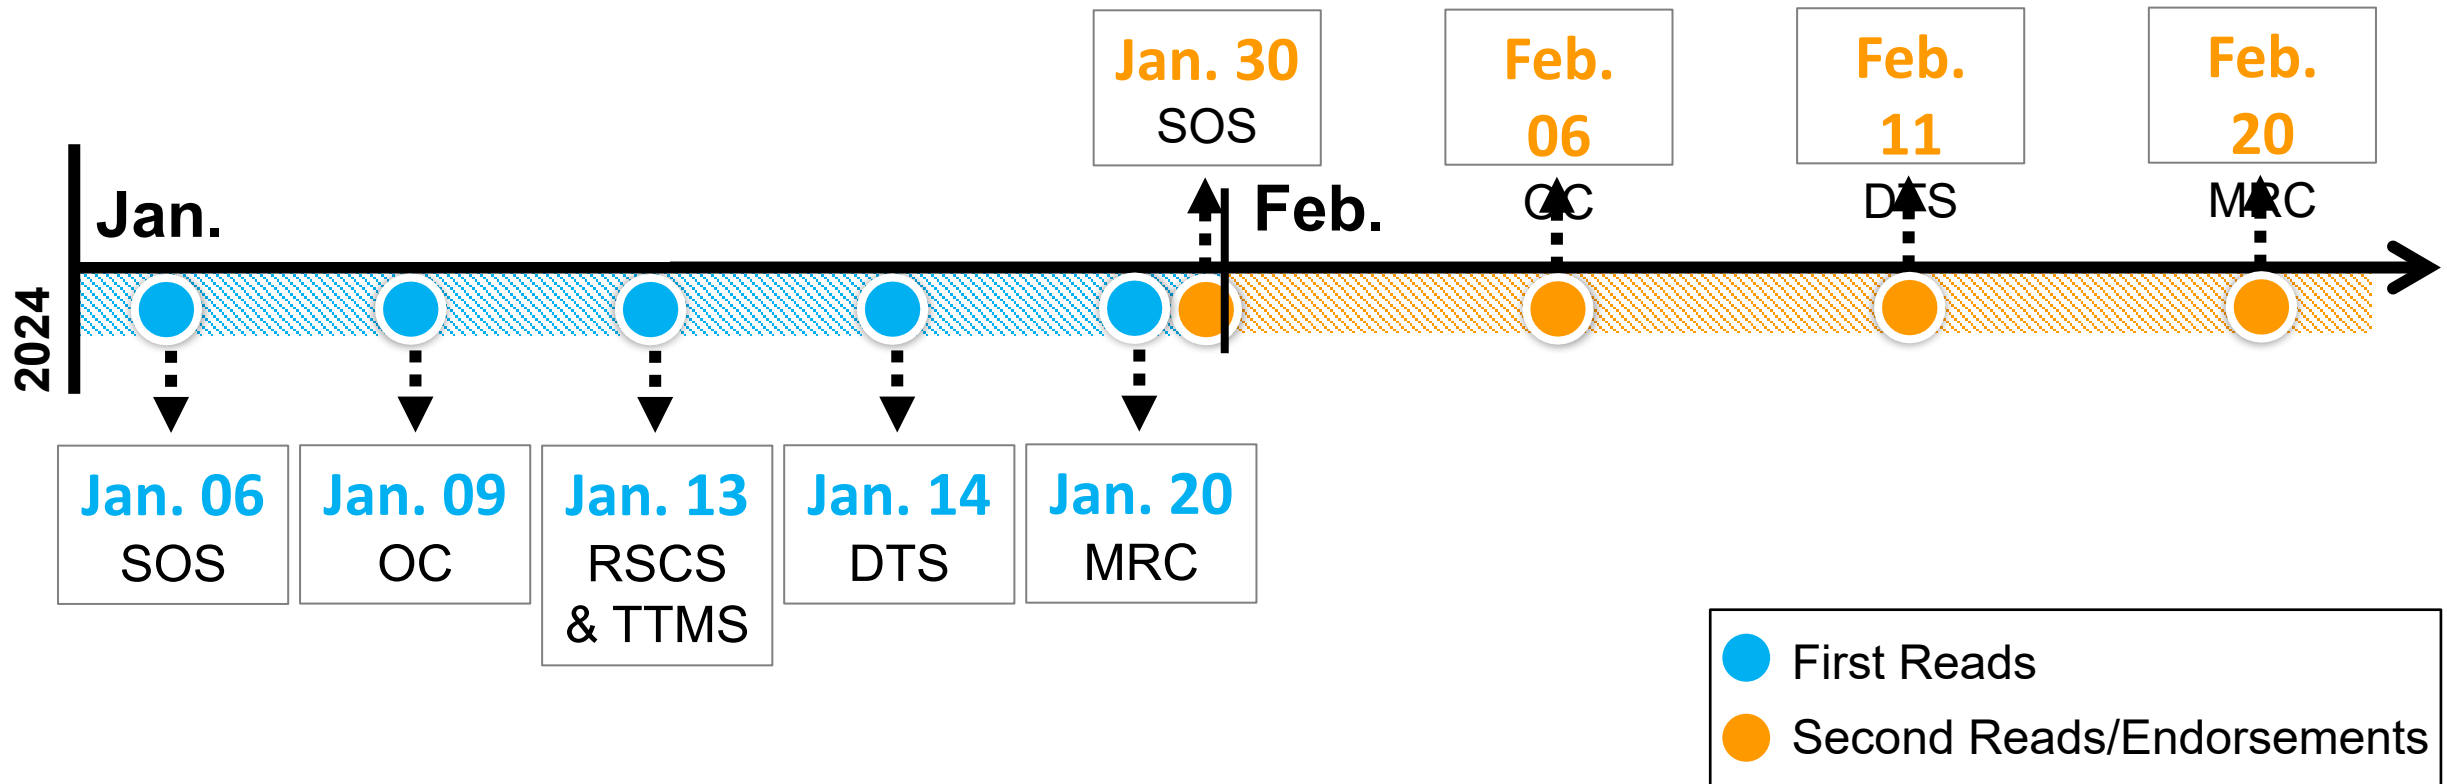 Jan. 30
SOS
Feb.
06
OC
Feb.
11
DTS
Feb.
20
MRC
Jan.
Feb.
2024
Jan. 06
SOS
Jan. 09
OC
Jan. 13
RSCS
& TTMS
Jan. 14
DTS
Jan. 20
MRC
First Reads
Second Reads/Endorsements